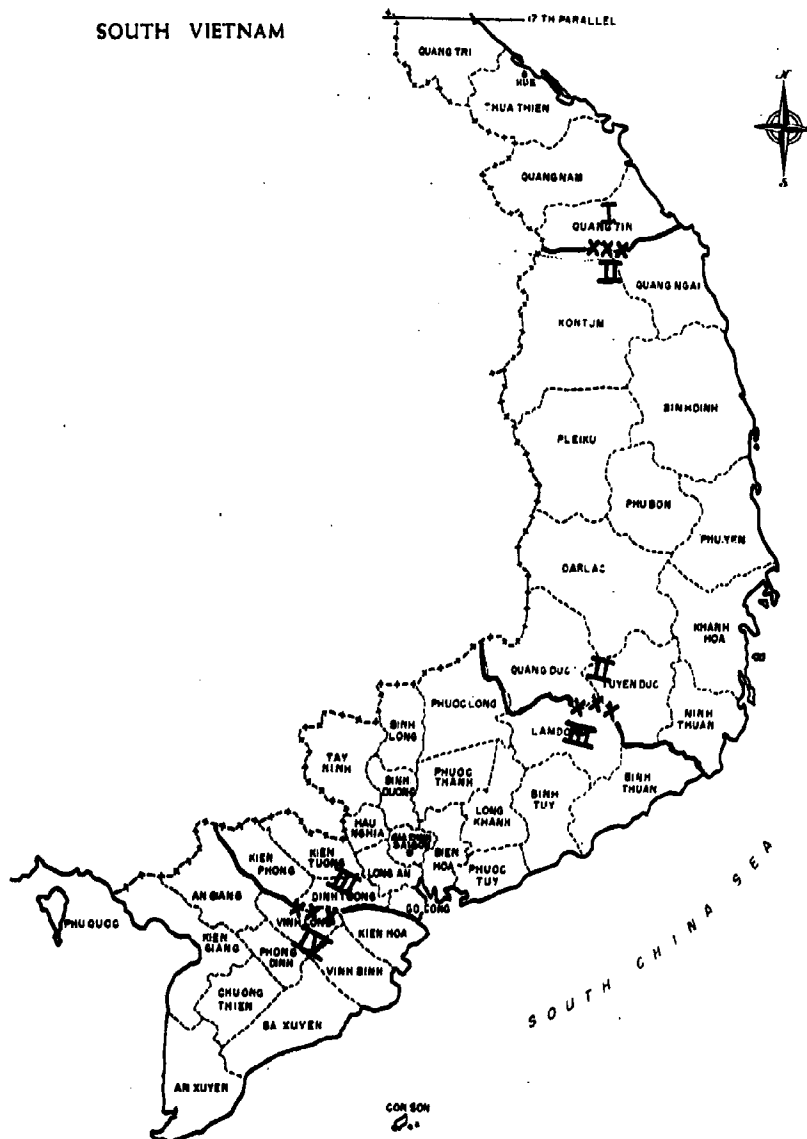 SOUTH VIETNAM
17 TH PARALLEL
QUANG TRI
HUE
THUA THIEN
N
S
QUANG NAM
I
QUANG TIN
XXX
II
QUANG NGAI
KONTUM
BINH DINH
PLEIKU
PHU BON
PHU YEN
DARLAC
KHANH
HOA
QUANG DUC
II
TUYEN DUC
XXX
NINH
THUAN
PHUOC LONG
LAM DONG
III
BINH
LONG
TAY
NINH
BINH
DUONG
PHUOC
THANH
BINH
TUY
BINH
THUAN
LONG
KHANH
HAU
NGHIA
SAIGON
BIEN
HOA
PHUOC
TUY
KIEN
PHONG
KIEN
TUONG
LONG AN
III
DINH TUONG
GO CONG
AN GIANG
XXX
VINH LONG
KIEN HOA
PHU QUOC
KIEN
GIANG
PHONG
DINH
IV
VINH BINH
CHUONG
THIEN
BA XUYEN
AN XUYEN
SOUTH CHINA SEA
CON SON